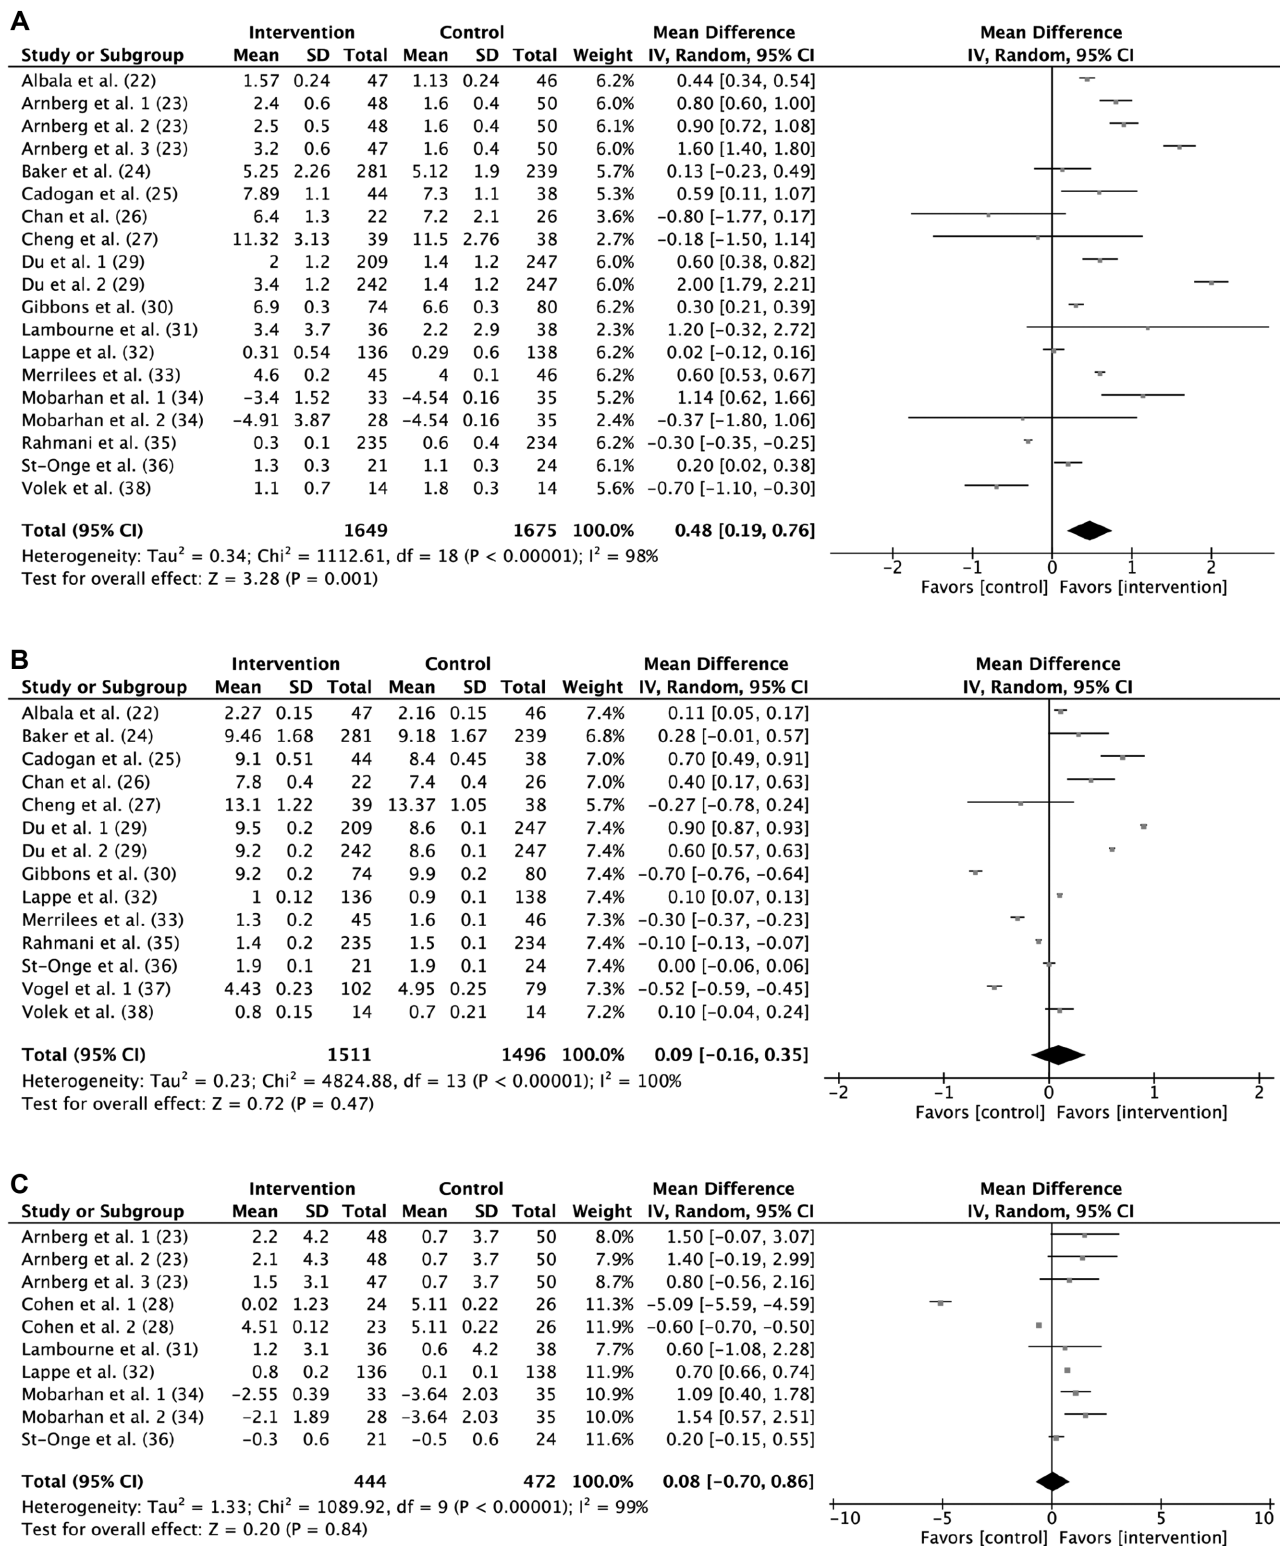 A
Intervention Control Mean Difference Mean Difference
Study or Subgroup Mean SD Total Mean SD Total Weight IV, Random, 95% CI IV, Random, 95% CI
Albala et al. (22) 1.57 0.24 47 1.13 0.24 46 6.2% 0.44 [0.34, 0.54]
Arnberg et al. 1 (23) 2.4 0.6 48 1.6 0.4 50 6.0% 0.80 [0.60, 1.00]
Arnberg et al. 2 (23) 2.5 0.5 48 1.6 0.4 50 6.1% 0.90 [0.72, 1.08]
Arnberg et al. 3 (23) 3.2 0.6 47 1.6 0.4 50 6.0% 1.60 [1.40, 1.80]
Baker et al. (24) 5.25 2.26 281 5.12 1.9 239 5.7% 0.13 [−0.23, 0.49]
Cadogan et al. (25) 7.89 1.1 44 7.3 1.1 38 5.3% 0.59 [0.11, 1.07]
Chan et al. (26) 6.4 1.3 22 7.2 2.1 26 3.6% −0.80 [−1.77, 0.17]
Cheng et al. (27) 11.32 3.13 39 11.5 2.76 38 2.7% −0.18 [−1.50, 1.14]
Du et al. 1 (29) 2 1.2 209 1.4 1.2 247 6.0% 0.60 [0.38, 0.82]
Du et al. 2 (29) 3.4 1.2 242 1.4 1.2 247 6.0% 2.00 [1.79, 2.21]
Gibbons et al. (30) 6.9 0.3 74 6.6 0.3 80 6.2% 0.30 [0.21, 0.39]
Lambourne et al. (31) 3.4 3.7 36 2.2 2.9 38 2.3% 1.20 [−0.32, 2.72]
Lappe et al. (32) 0.31 0.54 136 0.29 0.6 138 6.2% 0.02 [−0.12, 0.16]
Merrilees et al. (33) 4.6 0.2 45 4 0.1 46 6.2% 0.60 [0.53, 0.67]
Mobarhan et al. 1 (34) −3.4 1.52 33 −4.54 0.16 35 5.2% 1.14 [0.62, 1.66]
Mobarhan et al. 2 (34) −4.91 3.87 28 −4.54 0.16 35 2.4% −0.37 [−1.80, 1.06]
Rahmani et al. (35) 0.3 0.1 235 0.6 0.4 234 6.2% −0.30 [−0.35, −0.25]
St-Onge et al. (36) 1.3 0.3 21 1.1 0.3 24 6.1% 0.20 [0.02, 0.38]
Volek et al. (38) 1.1 0.7 14 1.8 0.3 14 5.6% −0.70 [−1.10, −0.30]
Total (95% CI) 1649 1675 100.0% 0.48 [0.19, 0.76]
Heterogeneity: Tau² = 0.34; Chi² = 1112.61, df = 18 (P < 0.00001); I² = 98%
Test for overall effect: Z = 3.28 (P = 0.001)
−2 −1 0 1 2
Favors [control] Favors [intervention]
B
Intervention Control Mean Difference Mean Difference
Study or Subgroup Mean SD Total Mean SD Total Weight IV, Random, 95% CI IV, Random, 95% CI
Albala et al. (22) 2.27 0.15 47 2.16 0.15 46 7.4% 0.11 [0.05, 0.17]
Baker et al. (24) 9.46 1.68 281 9.18 1.67 239 6.8% 0.28 [−0.01, 0.57]
Cadogan et al. (25) 9.1 0.51 44 8.4 0.45 38 7.0% 0.70 [0.49, 0.91]
Chan et al. (26) 7.8 0.4 22 7.4 0.4 26 7.0% 0.40 [0.17, 0.63]
Cheng et al. (27) 13.1 1.22 39 13.37 1.05 38 5.7% −0.27 [−0.78, 0.24]
Du et al. 1 (29) 9.5 0.2 209 8.6 0.1 247 7.4% 0.90 [0.87, 0.93]
Du et al. 2 (29) 9.2 0.2 242 8.6 0.1 247 7.4% 0.60 [0.57, 0.63]
Gibbons et al. (30) 9.2 0.2 74 9.9 0.2 80 7.4% −0.70 [−0.76, −0.64]
Lappe et al. (32) 1 0.12 136 0.9 0.1 138 7.4% 0.10 [0.07, 0.13]
Merrilees et al. (33) 1.3 0.2 45 1.6 0.1 46 7.3% −0.30 [−0.37, −0.23]
Rahmani et al. (35) 1.4 0.2 235 1.5 0.1 234 7.4% −0.10 [−0.13, −0.07]
St-Onge et al. (36) 1.9 0.1 21 1.9 0.1 24 7.4% 0.00 [−0.06, 0.06]
Vogel et al. 1 (37) 4.43 0.23 102 4.95 0.25 79 7.3% −0.52 [−0.59, −0.45]
Volek et al. (38) 0.8 0.15 14 0.7 0.21 14 7.2% 0.10 [−0.04, 0.24]
Total (95% CI) 1511 1496 100.0% 0.09 [−0.16, 0.35]
Heterogeneity: Tau² = 0.23; Chi² = 4824.88, df = 13 (P < 0.00001); I² = 100%
Test for overall effect: Z = 0.72 (P = 0.47)
−2 −1 0 1 2
Favors [control] Favors [intervention]
C
Intervention Control Mean Difference Mean Difference
Study or Subgroup Mean SD Total Mean SD Total Weight IV, Random, 95% CI IV, Random, 95% CI
Arnberg et al. 1 (23) 2.2 4.2 48 0.7 3.7 50 8.0% 1.50 [−0.07, 3.07]
Arnberg et al. 2 (23) 2.1 4.3 48 0.7 3.7 50 7.9% 1.40 [−0.19, 2.99]
Arnberg et al. 3 (23) 1.5 3.1 47 0.7 3.7 50 8.7% 0.80 [−0.56, 2.16]
Cohen et al. 1 (28) 0.02 1.23 24 5.11 0.22 26 11.3% −5.09 [−5.59, −4.59]
Cohen et al. 2 (28) 4.51 0.12 23 5.11 0.22 26 11.9% −0.60 [−0.70, −0.50]
Lambourne et al. (31) 1.2 3.1 36 0.6 4.2 38 7.7% 0.60 [−1.08, 2.28]
Lappe et al. (32) 0.8 0.2 136 0.1 0.1 138 11.9% 0.70 [0.66, 0.74]
Mobarhan et al. 1 (34) −2.55 0.39 33 −3.64 2.03 35 10.9% 1.09 [0.40, 1.78]
Mobarhan et al. 2 (34) −2.1 1.89 28 −3.64 2.03 35 10.0% 1.54 [0.57, 2.51]
St-Onge et al. (36) −0.3 0.6 21 −0.5 0.6 24 11.6% 0.20 [−0.15, 0.55]
Total (95% CI) 444 472 100.0% 0.08 [−0.70, 0.86]
Heterogeneity: Tau² = 1.33; Chi² = 1089.92, df = 9 (P < 0.00001); I² = 99%
Test for overall effect: Z = 0.20 (P = 0.84)
−10 −5 0 5 10
Favors [control] Favors [intervention]